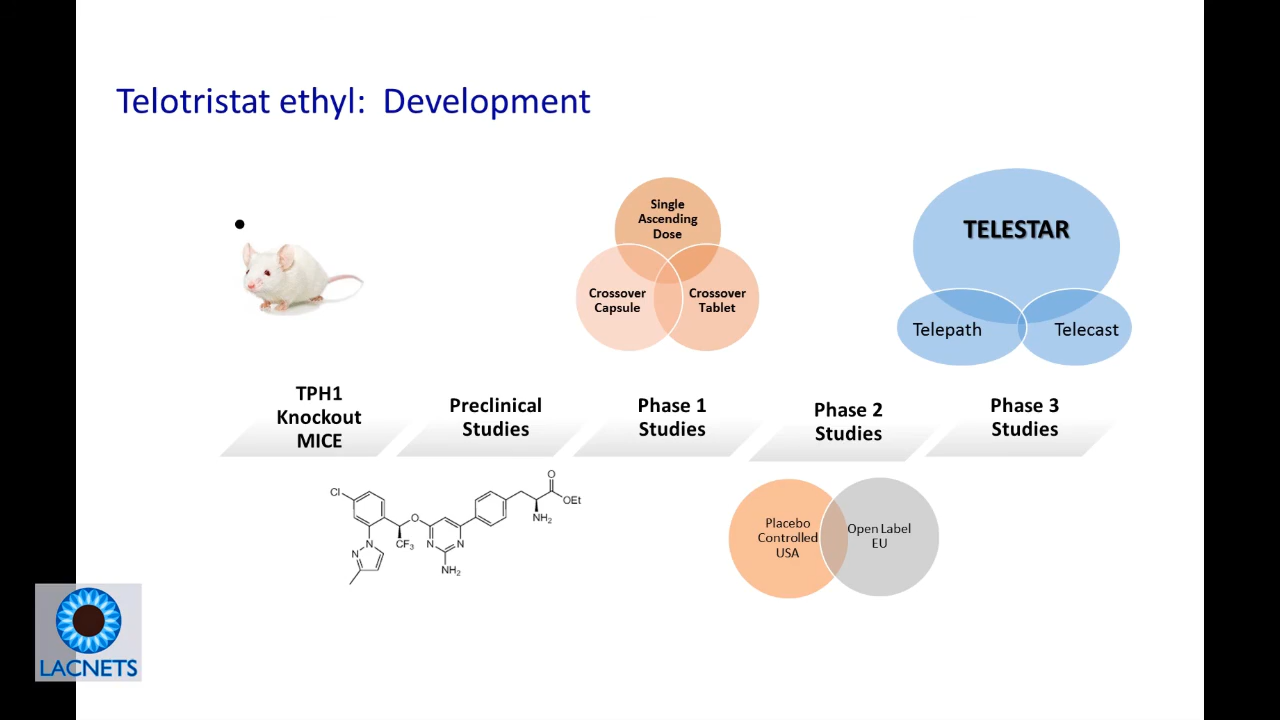 Telotristat ethyl: Development
•
Single
Ascending
Dose
Crossover
Capsule
Crossover
Tablet
TELESTAR
Telepath
Telecast
TPH1
Knockout
MICE
Preclinical
Studies
Phase 1
Studies
Phase 2
Studies
Phase 3
Studies
Cl
O
N
N
CF₃
N
N
NH₂
O
OEt
NH₂
Placebo
Controlled
USA
Open Label
EU
LACNETS